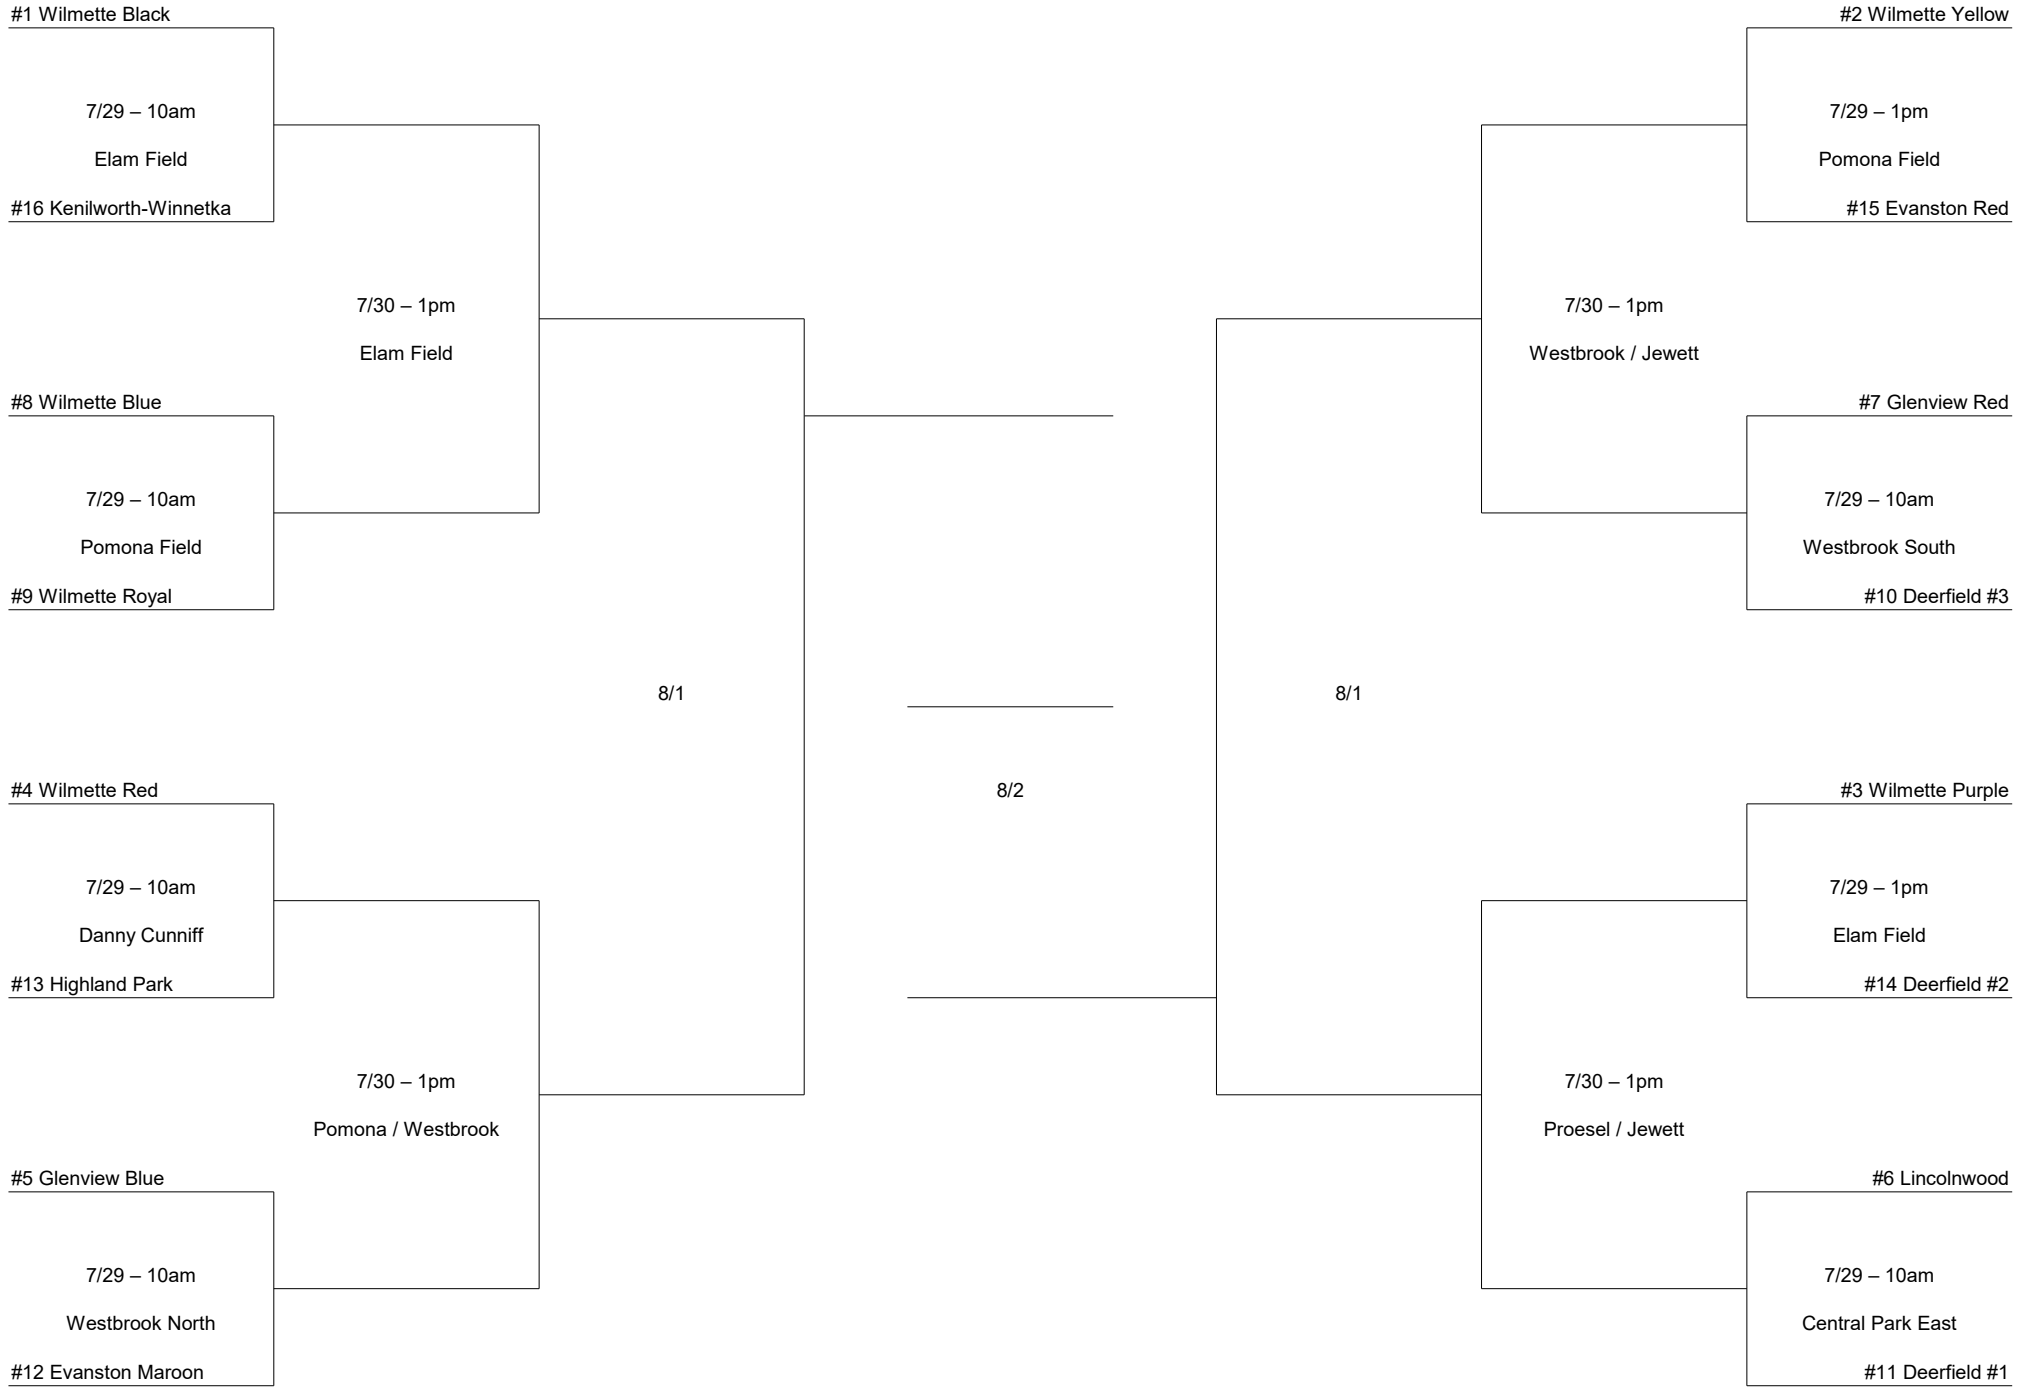 #1 Wilmette Black
7/29 – 10am
Elam Field
#16 Kenilworth-Winnetka
7/30 – 1pm
Elam Field
#8 Wilmette Blue
7/29 – 10am
Pomona Field
#9 Wilmette Royal
8/1
#4 Wilmette Red
7/29 – 10am
Danny Cunniff
#13 Highland Park
7/30 – 1pm
Pomona / Westbrook
#5 Glenview Blue
7/29 – 10am
Westbrook North
#12 Evanston Maroon
8/2
#2 Wilmette Yellow
7/29 – 1pm
Pomona Field
#15 Evanston Red
7/30 – 1pm
Westbrook / Jewett
#7 Glenview Red
7/29 – 10am
Westbrook South
#10 Deerfield #3
8/1
#3 Wilmette Purple
7/29 – 1pm
Elam Field
#14 Deerfield #2
7/30 – 1pm
Proesel / Jewett
#6 Lincolnwood
7/29 – 10am
Central Park East
#11 Deerfield #1